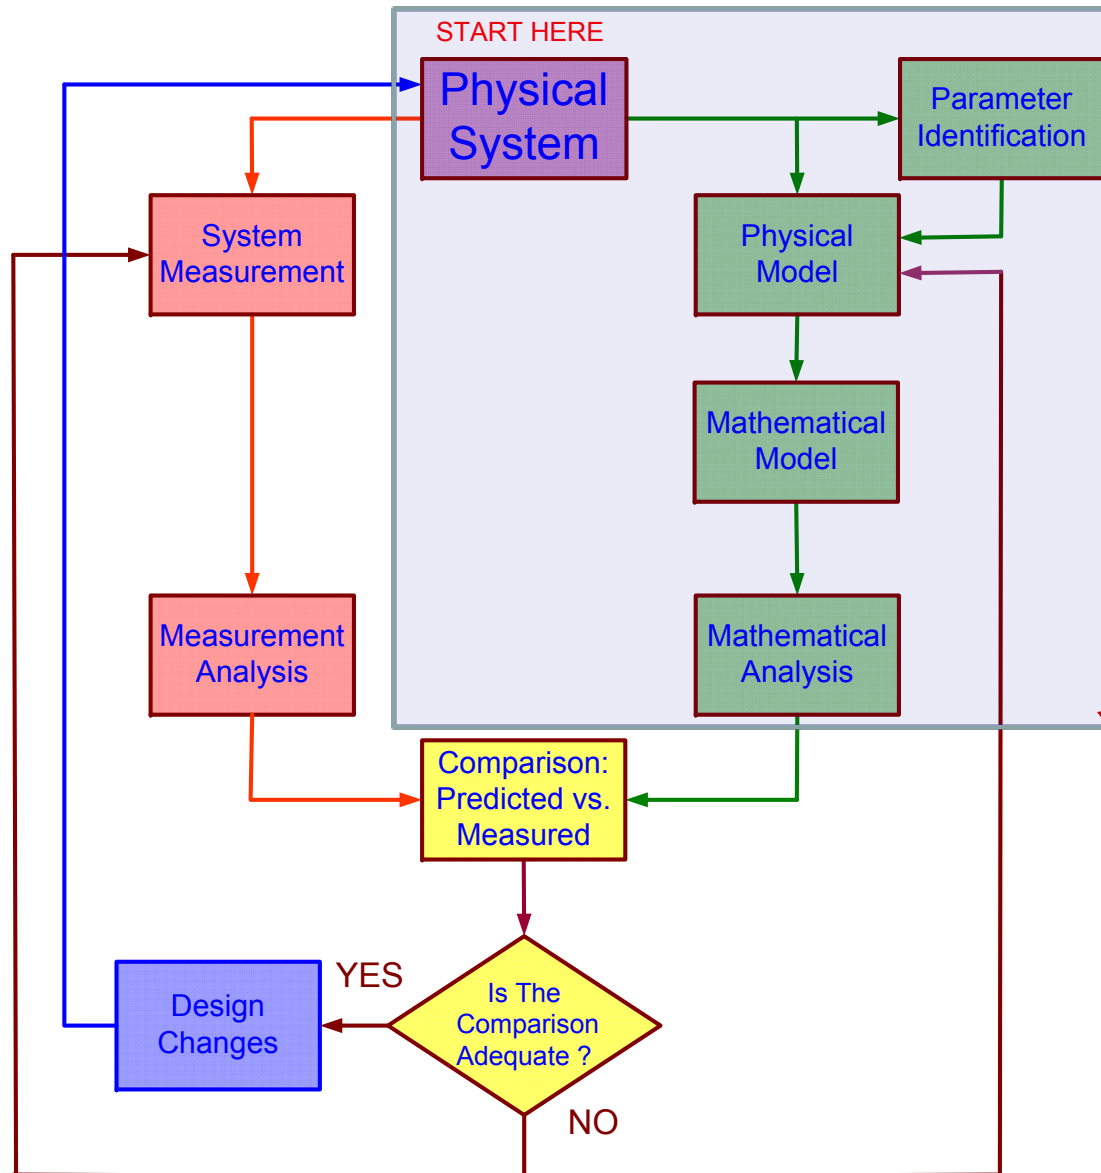 START HERE
Physical
System
Parameter
Identification
System
Measurement
Physical
Model
Mathematical
Model
Measurement
Analysis
Mathematical
Analysis
Comparison:
Predicted vs.
Measured
YES
Is The
Comparison
Adequate ?
Design
Changes
NO